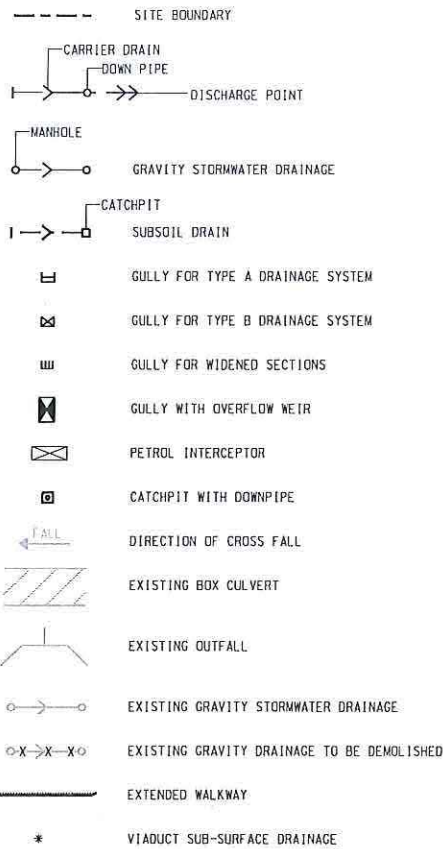 SITE BOUNDARY
CARRIER DRAIN
DOWN PIPE
DISCHARGE POINT
MANHOLE
GRAVITY STORMWATER DRAINAGE
CATCHPIT
SUBSOIL DRAIN
GULLY FOR TYPE A DRAINAGE SYSTEM
GULLY FOR TYPE B DRAINAGE SYSTEM
GULLY FOR WIDENED SECTIONS
GULLY WITH OVERFLOW WEIR
PETROL INTERCEPTOR
CATCHPIT WITH DOWNPIPE
FALL DIRECTION OF CROSS FALL
EXISTING BOX CULVERT
EXISTING OUTFALL
EXISTING GRAVITY STORMWATER DRAINAGE
X X X EXISTING GRAVITY DRAINAGE TO BE DEMOLISHED
EXTENDED WALKWAY
* VIADUCT SUB-SURFACE DRAINAGE